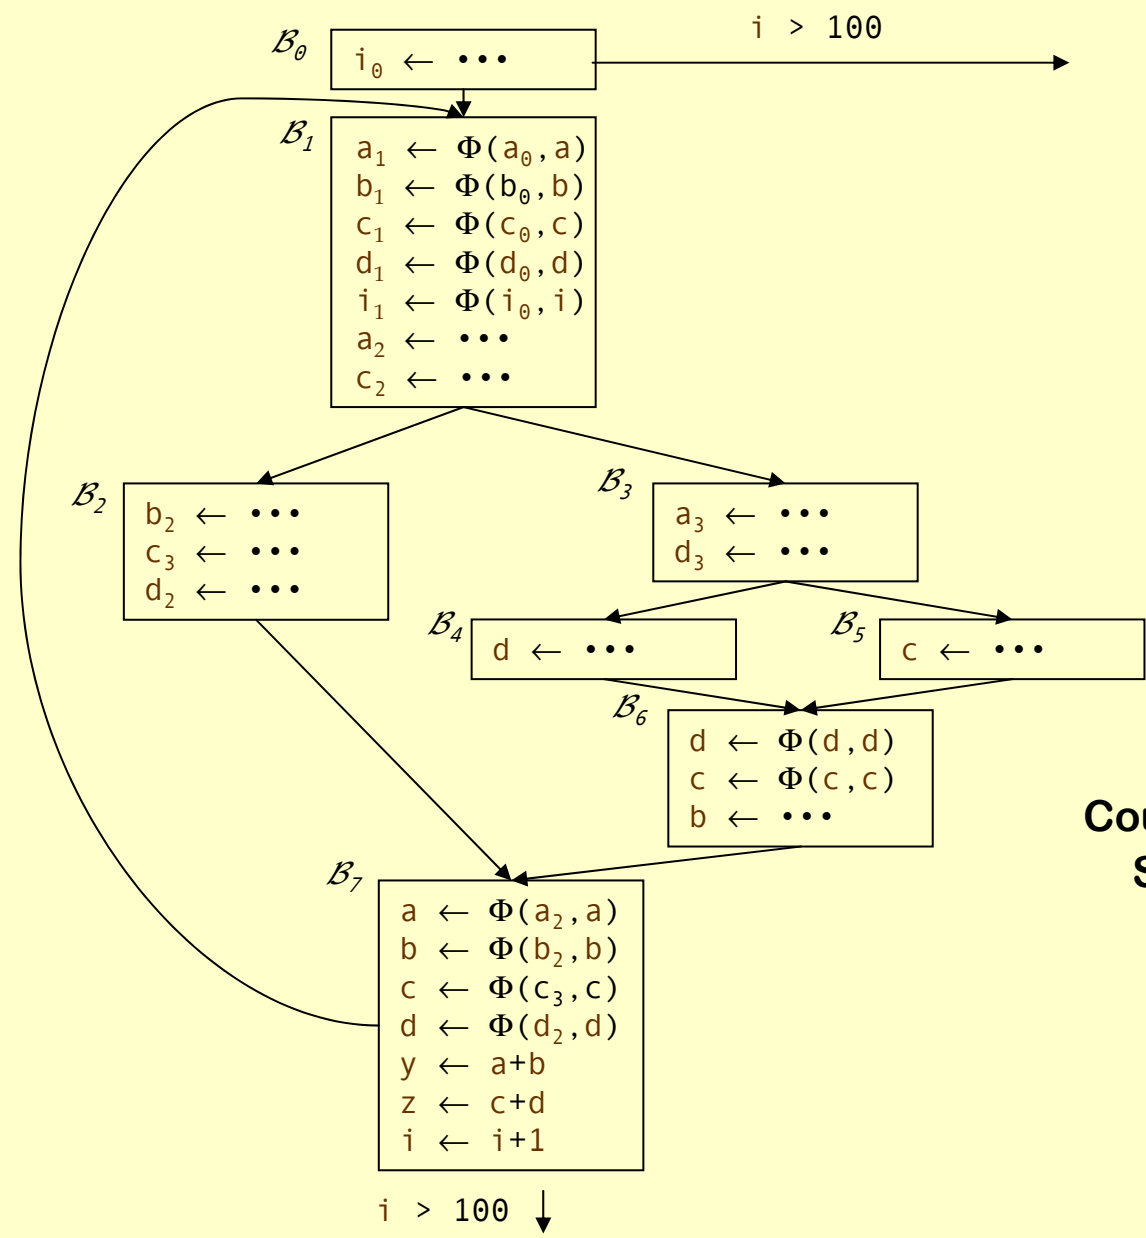 i > 100
ℬ₀
i₀ ← •••
ℬ₁
a₁ ← Φ(a₀,a)
b₁ ← Φ(b₀,b)
c₁ ← Φ(c₀,c)
d₁ ← Φ(d₀,d)
i₁ ← Φ(i₀,i)
a₂ ← •••
c₂ ← •••
ℬ₂
b₂ ← •••
c₃ ← •••
d₂ ← •••
ℬ₃
a₃ ← •••
d₃ ← •••
ℬ₄
d ← •••
ℬ₅
c ← •••
ℬ₆
d ← Φ(d,d)
c ← Φ(c,c)
b ← •••
Cou
S
ℬ₇
a ← Φ(a₂,a)
b ← Φ(b₂,b)
c ← Φ(c₃,c)
d ← Φ(d₂,d)
y ← a+b
z ← c+d
i ← i+1
i > 100